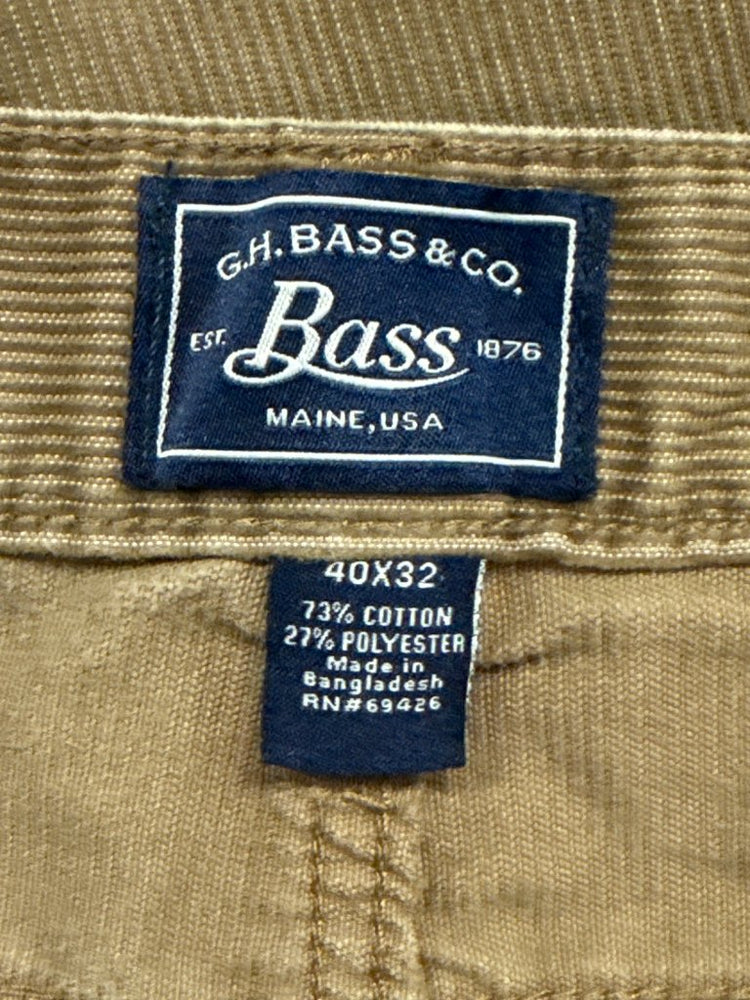 G.H. BASS & CO.
EST. Bass 1876
MAINE, USA
40X32
73% COTTON
27% POLYESTER
Made in
Bangladesh
RN#69426